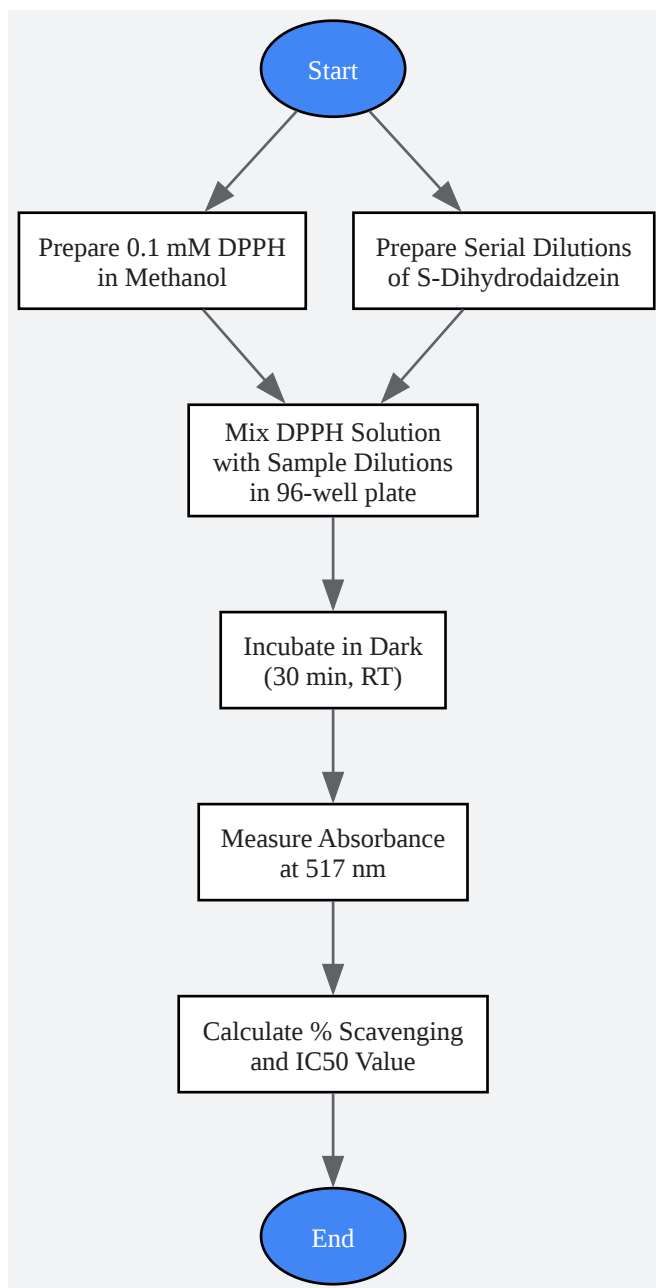 Start
Prepare 0.1 mM DPPH
in Methanol
Prepare Serial Dilutions
of S-Dihydrodaidzein
Mix DPPH Solution
with Sample Dilutions
in 96-well plate
Incubate in Dark
(30 min, RT)
Measure Absorbance
at 517 nm
Calculate % Scavenging
and IC50 Value
End